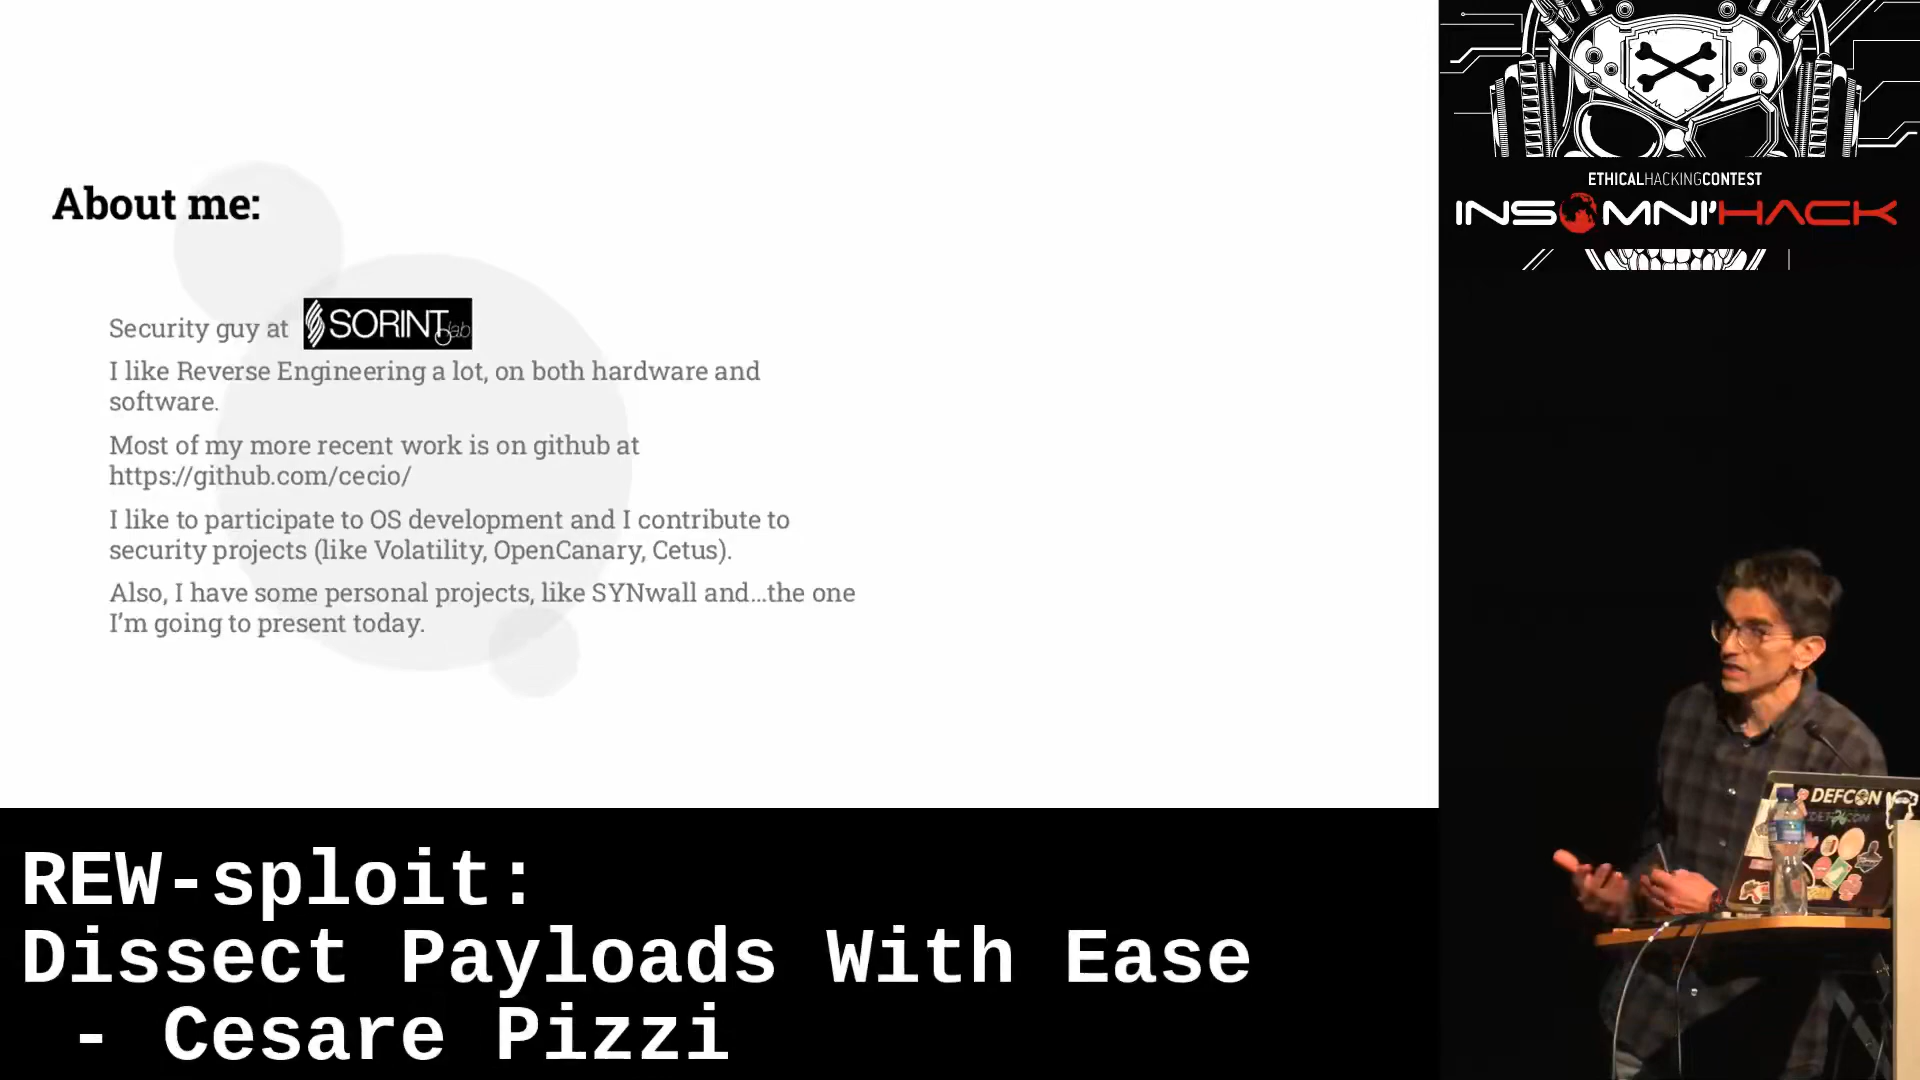 About me:
Security guy at SORINTlab
I like Reverse Engineering a lot, on both hardware and
software.
Most of my more recent work is on github at
https://github.com/cecio/
I like to participate to OS development and I contribute to
security projects (like Volatility, OpenCanary, Cetus).
Also, I have some personal projects, like SYNwall and...the one
I'm going to present today.
ETHICALHACKINGCONTEST
INSOMNI'HACK
DEFCON
DEFCON
REW-sploit:
Dissect Payloads With Ease
- Cesare Pizzi